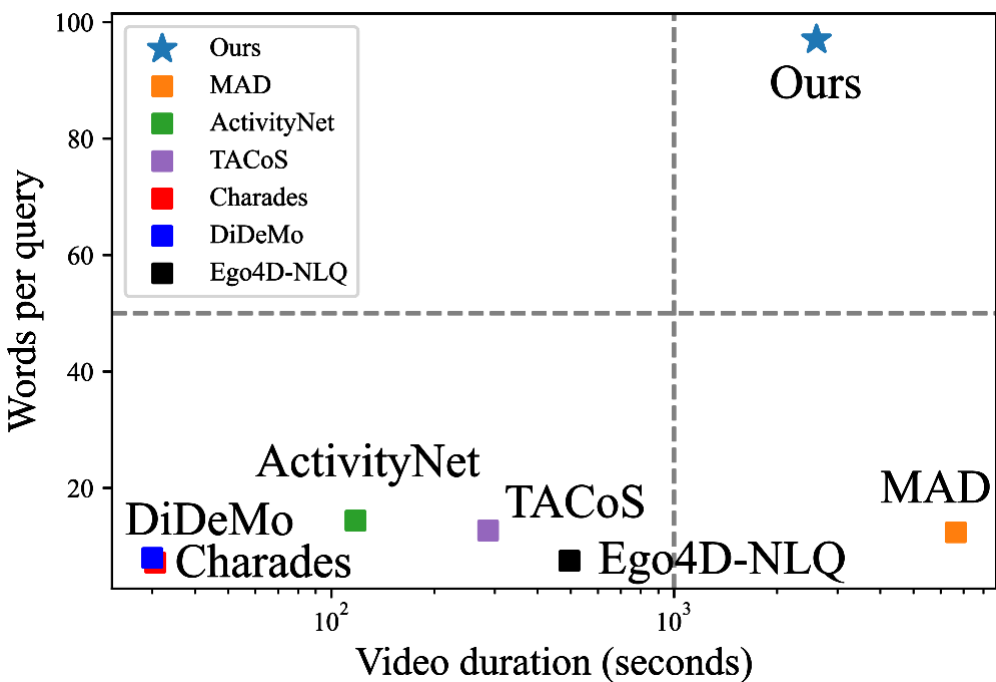 100
80
60
40
20
Words per query
Ours
MAD
ActivityNet
TACoS
Charades
DiDeMo
Ego4D-NLQ
Ours
ActivityNet
TACoS
MAD
DiDeMo
Charades
Ego4D-NLQ
10²
10³
Video duration (seconds)